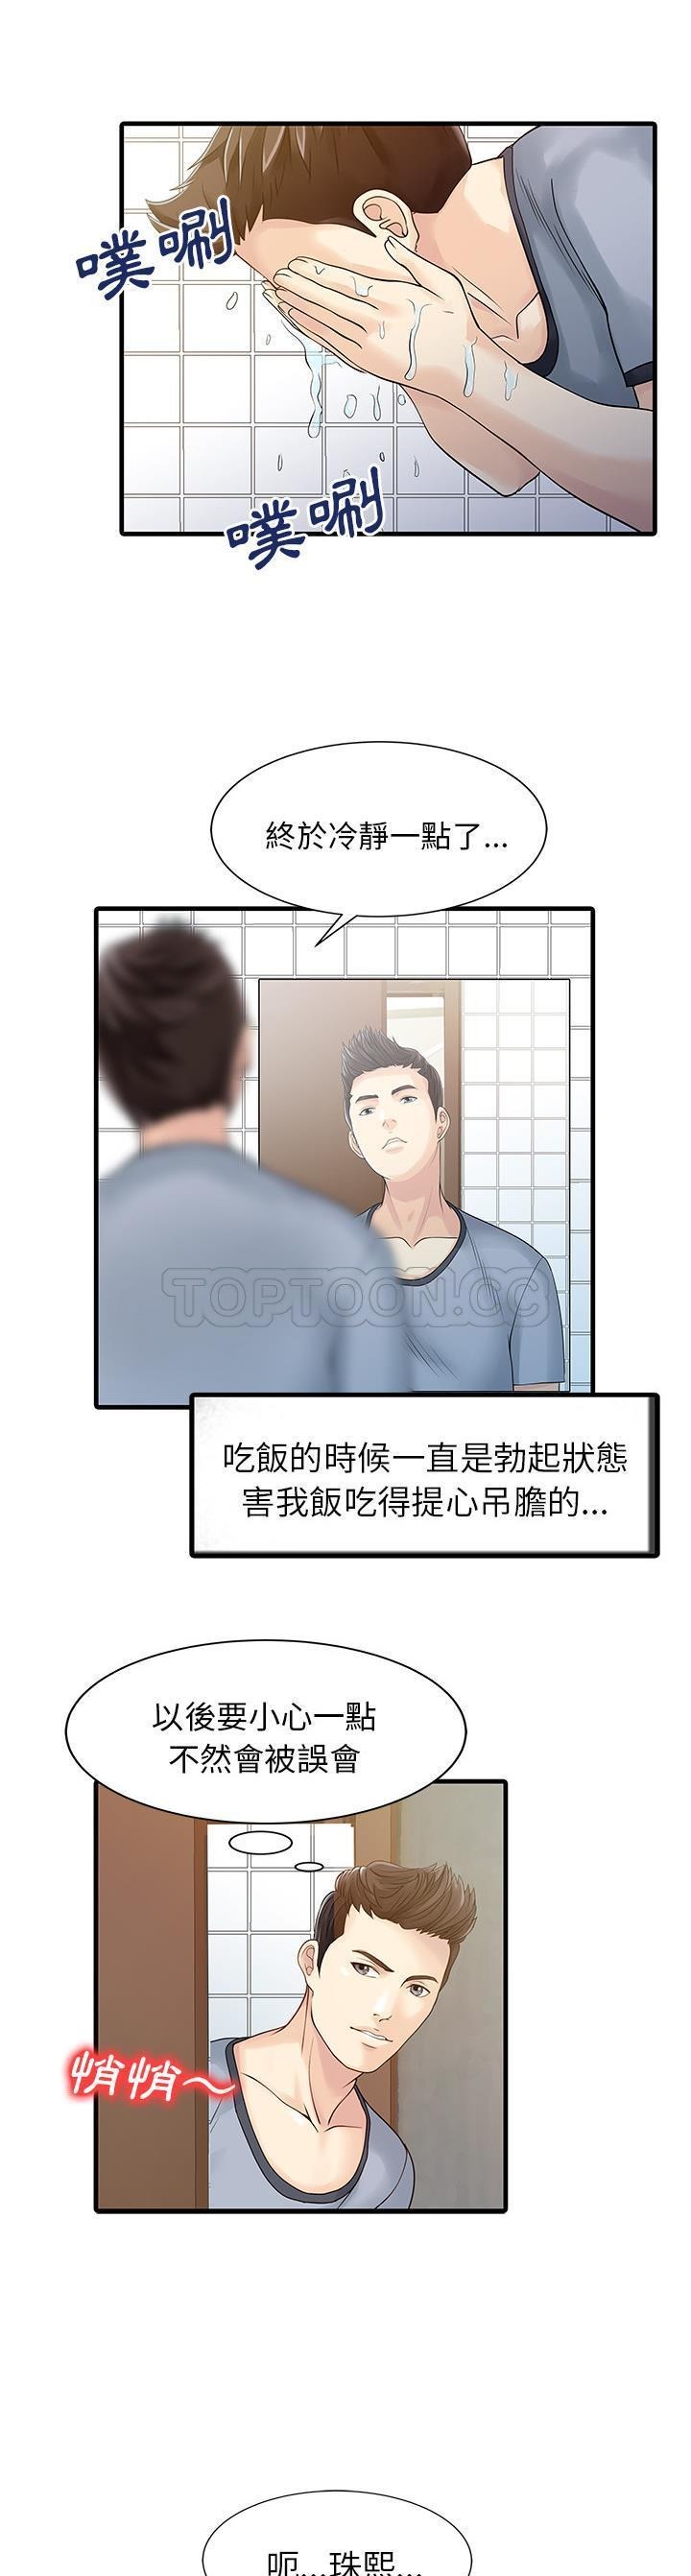 噗唰
噗唰
終於冷靜一點了...
TOPTOON.CC
吃飯的時候一直是勃起狀態
害我飯吃得提心吊膽的...
以後要小心一點
不然會被誤會
悄悄～
呃...珠熙...